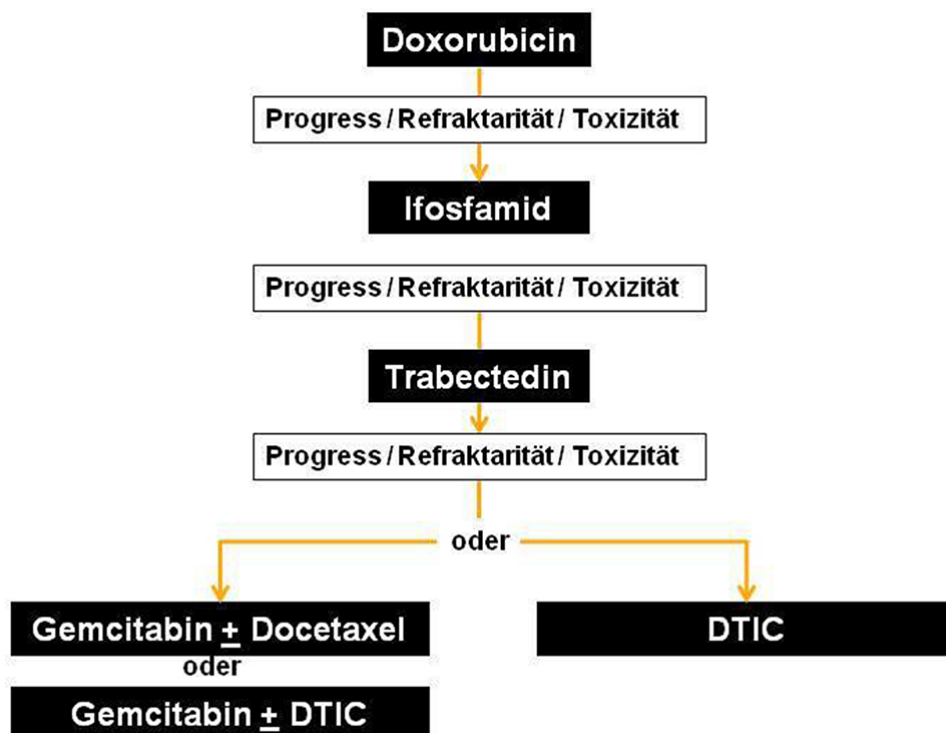 Doxorubicin
Progress / Refraktarität / Toxizität
Ifosfamid
Progress / Refraktarität / Toxizität
Trabectedin
Progress / Refraktarität / Toxizität
oder
Gemcitabin ± Docetaxel
oder
Gemcitabin ± DTIC
DTIC